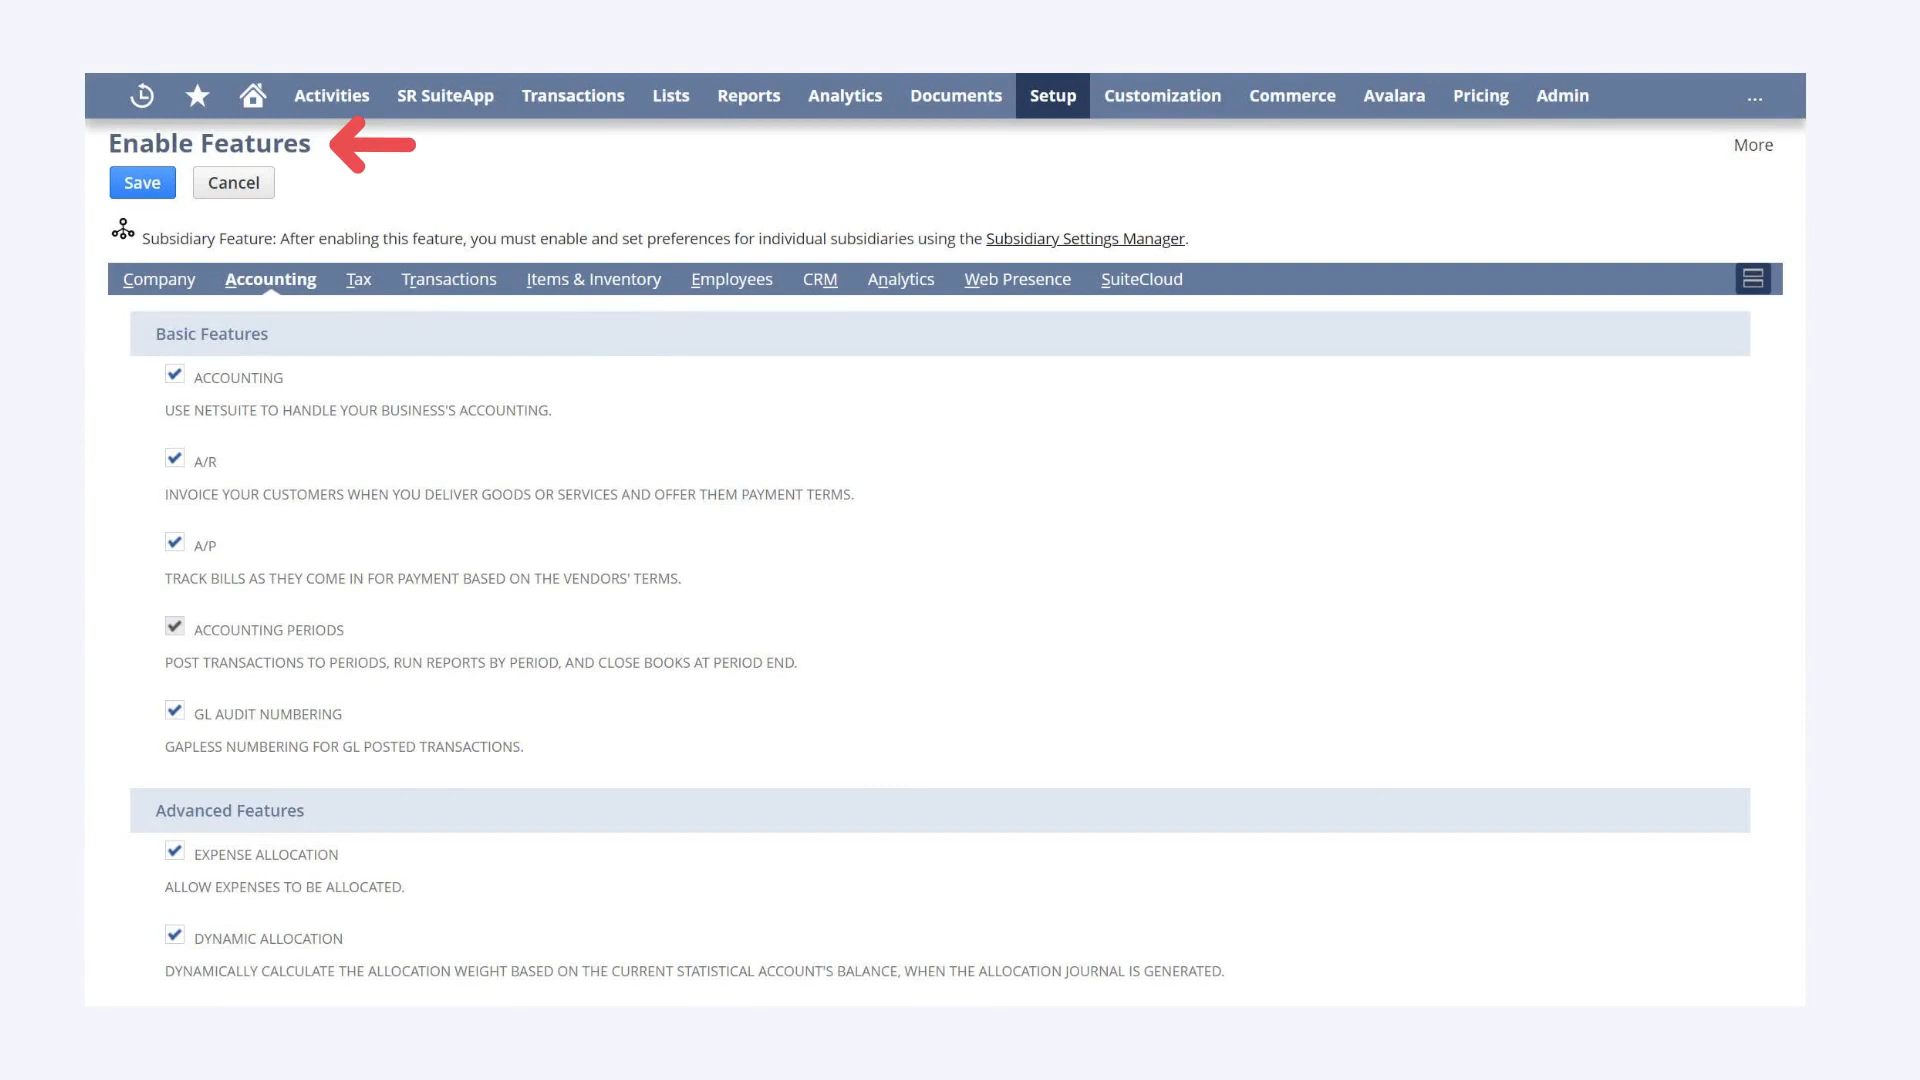 Activities SR SuiteApp Transactions Lists Reports Analytics Documents Setup Customization Commerce Avalara Pricing Admin ...
Enable Features
More
Save Cancel
Subsidiary Feature: After enabling this feature, you must enable and set preferences for individual subsidiaries using the Subsidiary Settings Manager.
Company Accounting Tax Transactions Items & Inventory Employees CRM Analytics Web Presence SuiteCloud
Basic Features
ACCOUNTING
USE NETSUITE TO HANDLE YOUR BUSINESS'S ACCOUNTING.
A/R
INVOICE YOUR CUSTOMERS WHEN YOU DELIVER GOODS OR SERVICES AND OFFER THEM PAYMENT TERMS.
A/P
TRACK BILLS AS THEY COME IN FOR PAYMENT BASED ON THE VENDORS' TERMS.
ACCOUNTING PERIODS
POST TRANSACTIONS TO PERIODS, RUN REPORTS BY PERIOD, AND CLOSE BOOKS AT PERIOD END.
GL AUDIT NUMBERING
GAPLESS NUMBERING FOR GL POSTED TRANSACTIONS.
Advanced Features
EXPENSE ALLOCATION
ALLOW EXPENSES TO BE ALLOCATED.
DYNAMIC ALLOCATION
DYNAMICALLY CALCULATE THE ALLOCATION WEIGHT BASED ON THE CURRENT STATISTICAL ACCOUNT'S BALANCE, WHEN THE ALLOCATION JOURNAL IS GENERATED.